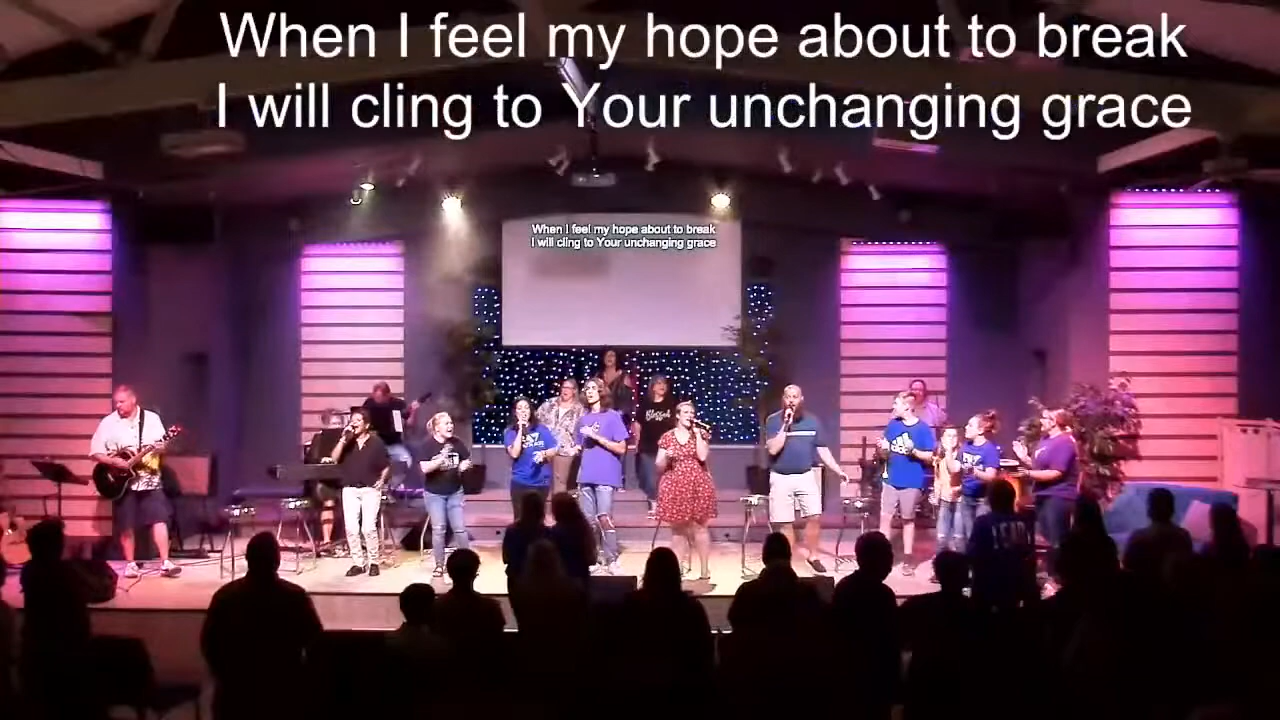 When I feel my hope about to break
I will cling to Your unchanging grace
When I feel my hope about to break
I will cling to Your unchanging grace
Blessed